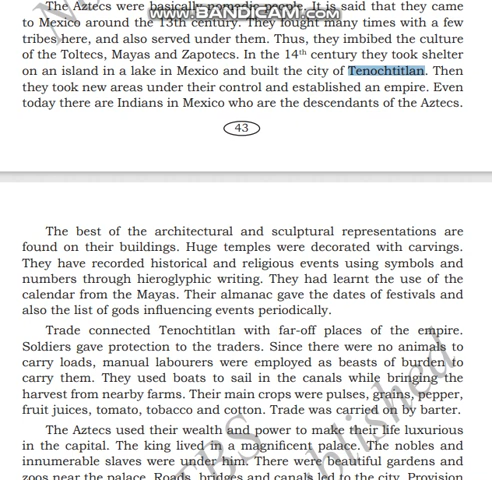 The Aztecs were basically nomadic people. It is said that they came
www.BANDICAM.com
to Mexico around the 13th century. They fought many times with a few
tribes here, and also served under them. Thus, they imbibed the culture
of the Toltecs, Mayas and Zapotecs. In the 14th century they took shelter
on an island in a lake in Mexico and built the city of Tenochtitlan. Then
they took new areas under their control and established an empire. Even
today there are Indians in Mexico who are the descendants of the Aztecs.
43
The best of the architectural and sculptural representations are
found on their buildings. Huge temples were decorated with carvings.
They have recorded historical and religious events using symbols and
numbers through hieroglyphic writing. They had learnt the use of the
calendar from the Mayas. Their almanac gave the dates of festivals and
also the list of gods influencing events periodically.
Trade connected Tenochtitlan with far-off places of the empire.
Soldiers gave protection to the traders. Since there were no animals to
carry loads, manual labourers were employed as beasts of burden to
carry them. They used boats to sail in the canals while bringing the
harvest from nearby farms. Their main crops were pulses, grains, pepper,
fruit juices, tomato, tobacco and cotton. Trade was carried on by barter.
The Aztecs used their wealth and power to make their life luxurious
in the capital. The king lived in a magnificent palace. The nobles and
innumerable slaves were under him. There were beautiful gardens and
zoos near the palace. Roads, bridges and canals led to the city. Provision